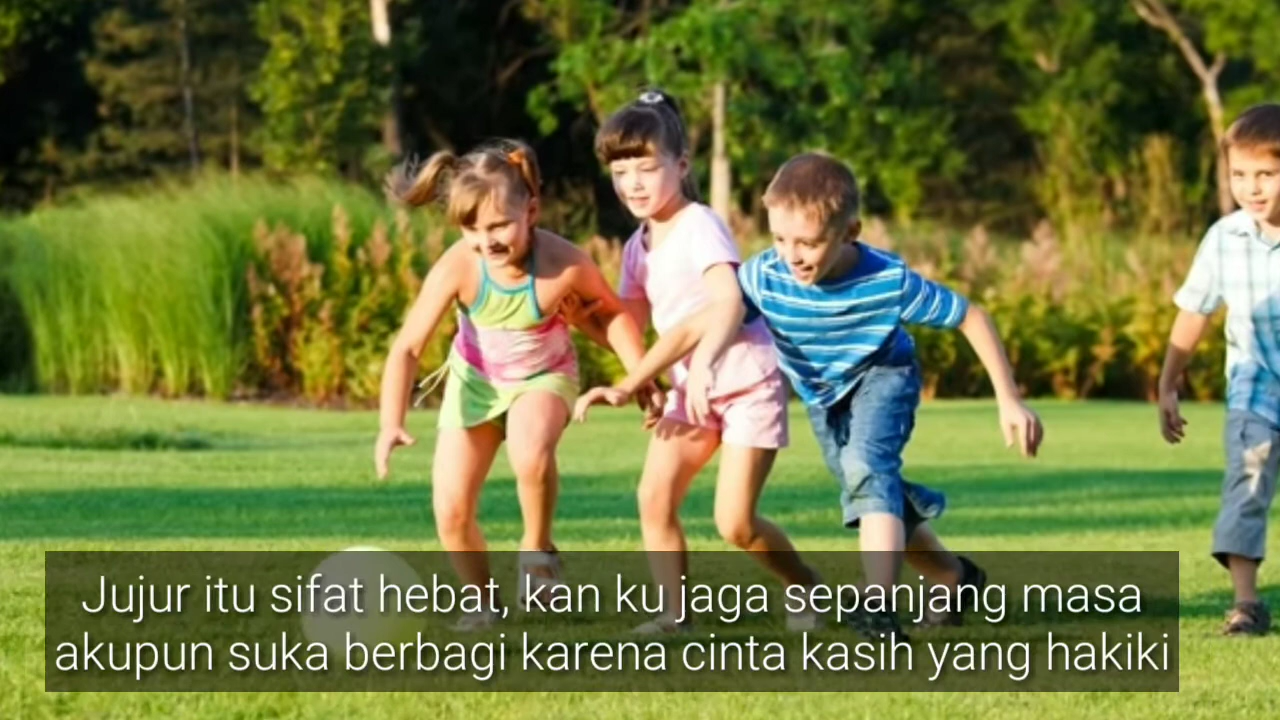 Jujur itu sifat hebat, kan ku jaga sepanjang masa
akupun suka berbagi karena cinta kasih yang hakiki